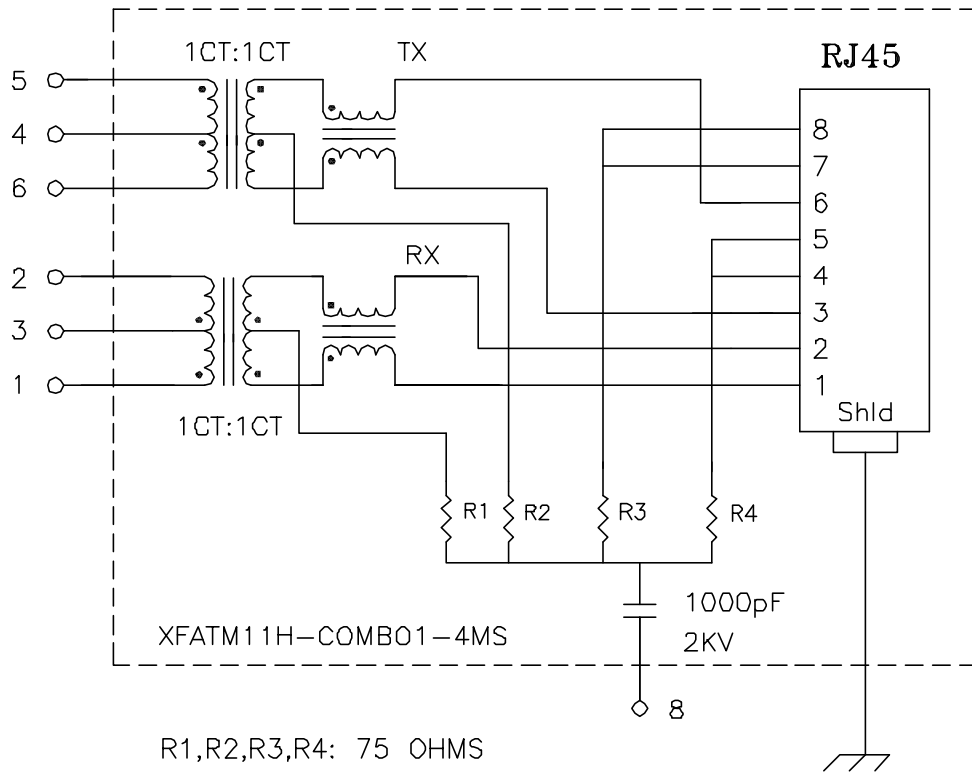 1CT:1CT
TX
RJ45
5
4
6
8
7
6
5
4
3
2
1
Shld
RX
2
3
1
1CT:1CT
R1
R2
R3
R4
1000pF
2KV
XFATM11H-COMBO1-4MS
8
R1,R2,R3,R4: 75 OHMS